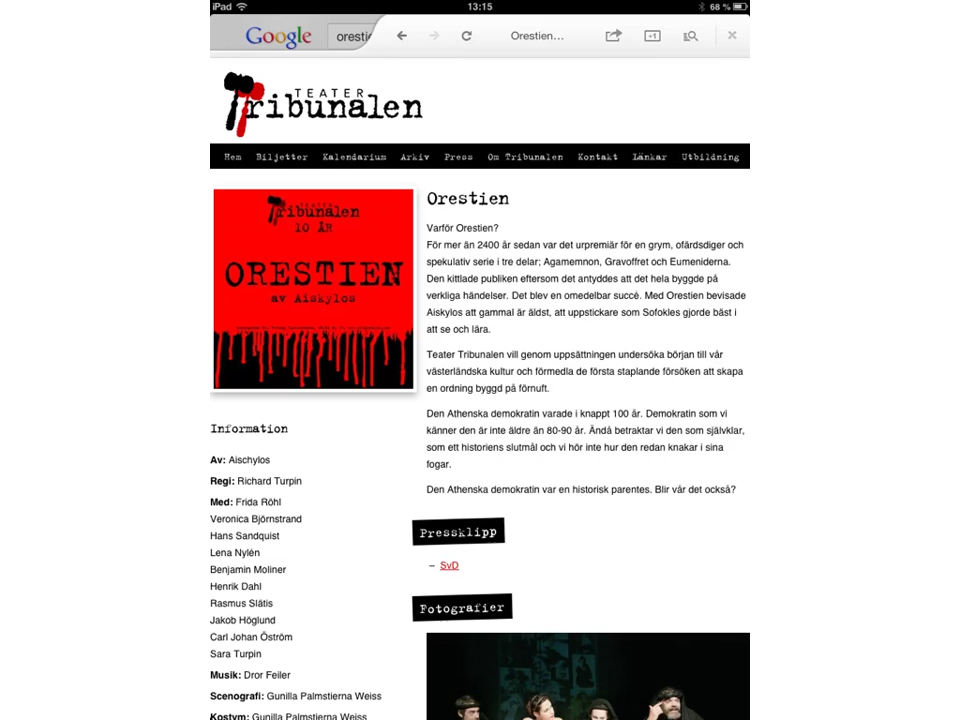 iPad 13:15 68 %
Google orestie Orestien... +1
TEATER
Tribunalen
Hem Biljetter Kalendarium Arkiv Press Om Tribunalen Kontakt Länkar Utbildning
TEATER
Tribunalen
10 ÅR
ORESTIEN
av Aiskylos
Information
Av: Aischylos
Regi: Richard Turpin
Med: Frida Röhl
Veronica Björnstrand
Hans Sandquist
Lena Nylén
Benjamin Moliner
Henrik Dahl
Rasmus Slätis
Jakob Höglund
Carl Johan Öström
Sara Turpin
Musik: Dror Feiler
Scenografi: Gunilla Palmstierna Weiss
Kostym: Gunilla Palmstierna Weiss
Orestien
Varför Orestien?
För mer än 2400 år sedan var det urpremiär för en grym, ofärdsdiger och
spekulativ serie i tre delar; Agamemnon, Gravoffret och Eumeniderna.
Den kittlade publiken eftersom det antyddes att det hela byggde på
verkliga händelser. Det blev en omedelbar succé. Med Orestien bevisade
Aiskylos att gammal är äldst, att uppstickare som Sofokles gjorde bäst i
att se och lära.
Teater Tribunalen vill genom uppsättningen undersöka början till vår
västerländska kultur och förmedla de första staplande försöken att skapa
en ordning byggd på förnuft.
Den Athenska demokratin varade i knappt 100 år. Demokratin som vi
känner den är inte äldre än 80-90 år. Ändå betraktar vi den som självklar,
som ett historiens slutmål och vi hör inte hur den redan knakar i sina
fogar.
Den Athenska demokratin var en historisk parentes. Blir vår det också?
Pressklipp
– SvD
Fotografier